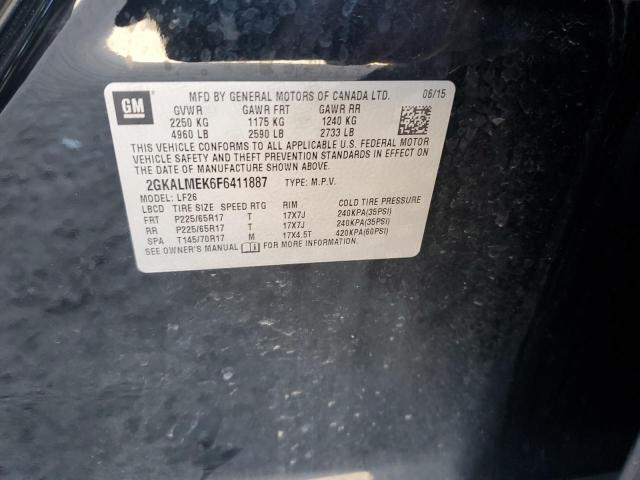 GM
MFD BY GENERAL MOTORS OF CANADA LTD. 06/15
GVWR GAWR FRT GAWR RR
2250 KG 1175 KG 1240 KG
4960 LB 2590 LB 2733 LB
THIS VEHICLE CONFORMS TO ALL APPLICABLE U.S. FEDERAL MOTOR
VEHICLE SAFETY AND THEFT PREVENTION STANDARDS IN EFFECT ON
THE DATE OF MANUFACTURE SHOWN ABOVE.
2GKALMEK6F6411887 TYPE: M.P.V.
MODEL: LF26
LBCD TIRE SIZE SPEED RTG RIM COLD TIRE PRESSURE
FRT P225/65R17 T 17X7J 240KPA(35PSI)
RR P225/65R17 T 17X7J 240KPA(35PSI)
SPA T145/70R17 M 17X4.5T 420KPA(60PSI)
SEE OWNER'S MANUAL FOR MORE INFORMATION.